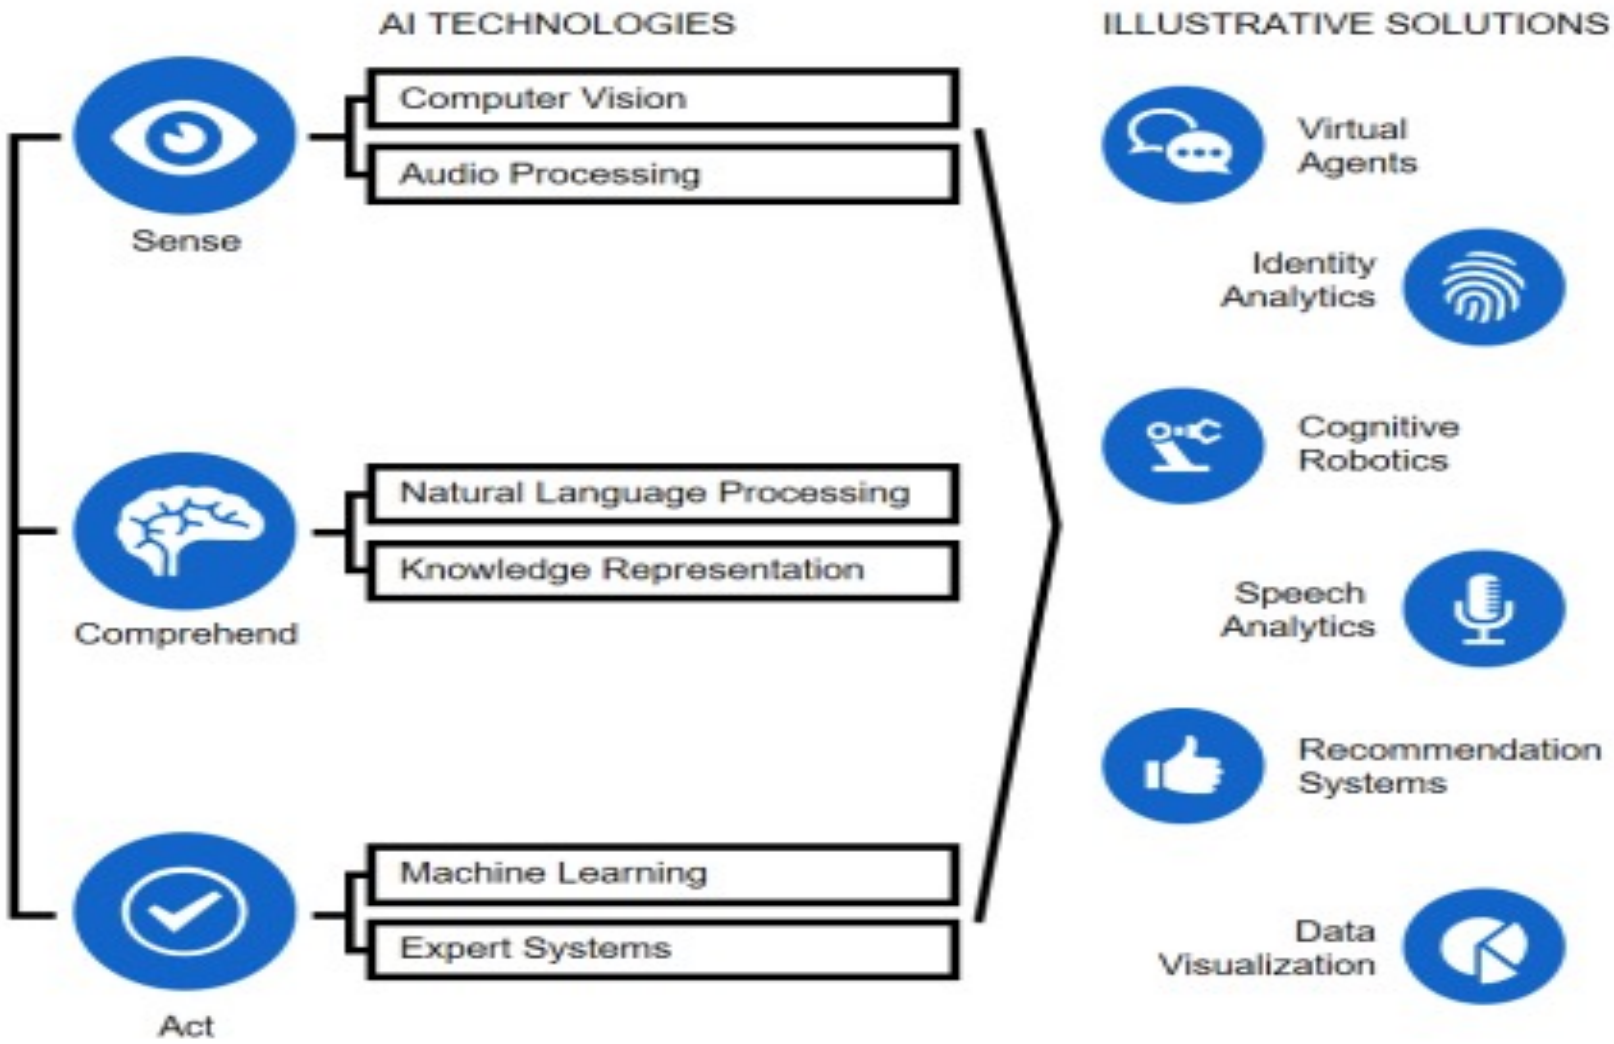 AI TECHNOLOGIES
ILLUSTRATIVE SOLUTIONS
Computer Vision
Audio Processing
Sense
Natural Language Processing
Knowledge Representation
Comprehend
Machine Learning
Expert Systems
Act
Virtual
Agents
Identity
Analytics
Cognitive
Robotics
Speech
Analytics
Recommendation
Systems
Data
Visualization